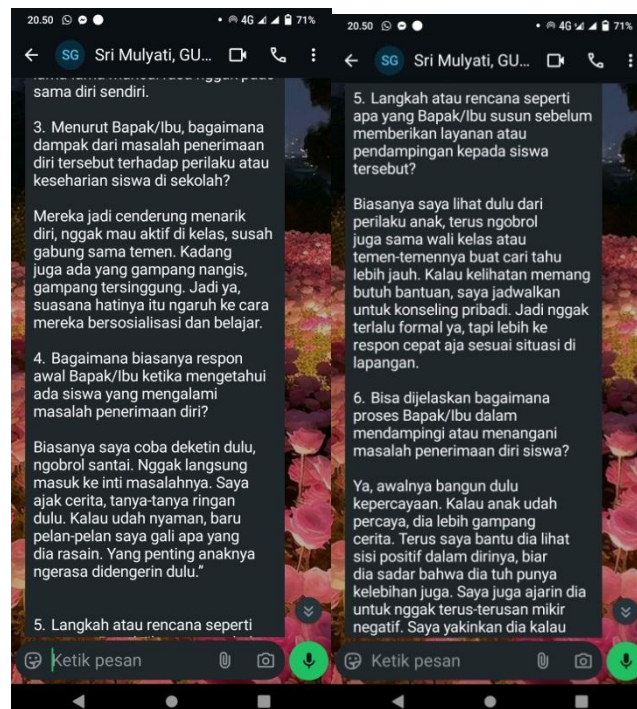 20.50
4G 71%
SG Sri Mulyati, GU...
sama diri sendiri.
3. Menurut Bapak/Ibu, bagaimana
dampak dari masalah penerimaan
diri tersebut terhadap perilaku atau
keseharian siswa di sekolah?
Mereka jadi cenderung menarik
diri, nggak mau aktif di kelas, susah
gabung sama temen. Kadang
juga ada yang gampang nangis,
gampang tersinggung. Jadi ya,
suasana hatinya itu ngaruh ke cara
mereka bersosialisasi dan belajar.
4. Bagaimana biasanya respon
awal Bapak/Ibu ketika mengetahui
ada siswa yang mengalami
masalah penerimaan diri?
Biasanya saya coba deketin dulu,
ngobrol santai. Nggak langsung
masuk ke inti masalahnya. Saya
ajak cerita, tanya-tanya ringan
dulu. Kalau udah nyaman, baru
pelan-pelan saya gali apa yang
dia rasain. Yang penting anaknya
ngerasa didengerin dulu.”
5. Langkah atau rencana seperti
Ketik pesan
20.50
4G 71%
SG Sri Mulyati, GU...
5. Langkah atau rencana seperti
apa yang Bapak/Ibu susun sebelum
memberikan layanan atau
pendampingan kepada siswa
tersebut?
Biasanya saya lihat dulu dari
perilaku anak, terus ngobrol
juga sama wali kelas atau
temen-temennya buat cari tahu
lebih jauh. Kalau kelihatan memang
butuh bantuan, saya jadwalkan
untuk konseling pribadi. Jadi nggak
terlalu formal ya, tapi lebih ke
respon cepat aja sesuai situasi di
lapangan.
6. Bisa dijelaskan bagaimana
proses Bapak/Ibu dalam
mendampingi atau menangani
masalah penerimaan diri siswa?
Ya, awalnya bangun dulu
kepercayaan. Kalau anak udah
percaya, dia lebih gampang
cerita. Terus saya bantu dia lihat
sisi positif dalam dirinya, biar
dia sadar bahwa dia tuh punya
kelebihan juga. Saya juga ajarin dia
untuk nggak terus-terusan mikir
negatif. Saya yakinkan dia kalau
Ketik pesan